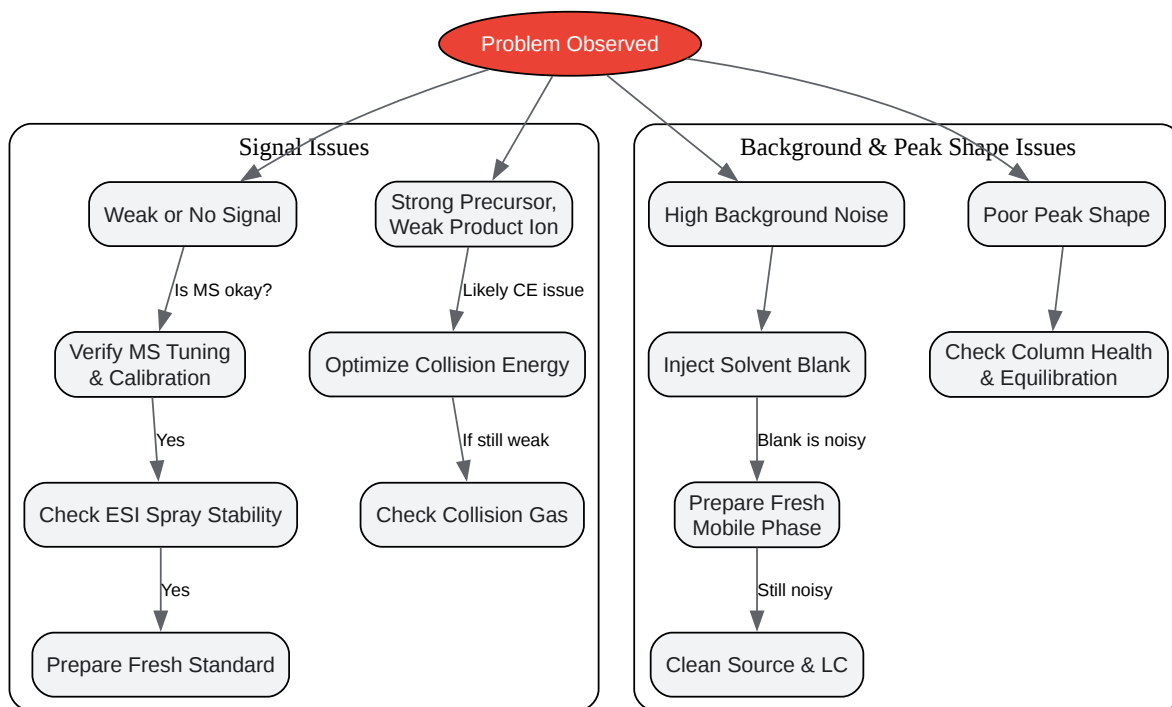 Problem Observed
Signal Issues
Background & Peak Shape Issues
Weak or No Signal
Strong Precursor,
Weak Product Ion
High Background Noise
Poor Peak Shape
Is MS okay?
Likely CE issue
Verify MS Tuning
& Calibration
Optimize Collision Energy
Inject Solvent Blank
Check Column Health
& Equilibration
Yes
If still weak
Blank is noisy
Check ESI Spray Stability
Check Collision Gas
Prepare Fresh
Mobile Phase
Yes
Still noisy
Prepare Fresh Standard
Clean Source & LC